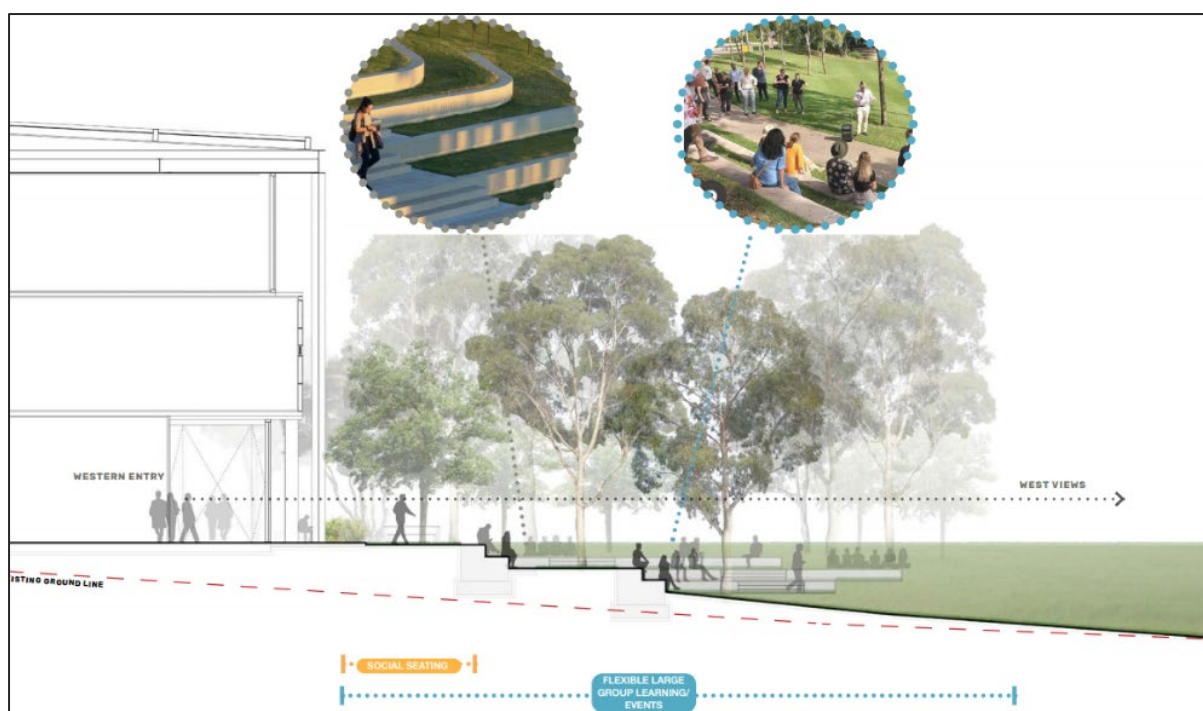 WESTERN ENTRY
WEST VIEWS
ISTING GROUND LINE
SOCIAL SEATING
FLEXIBLE LARGE
GROUP LEARNING/
EVENTS